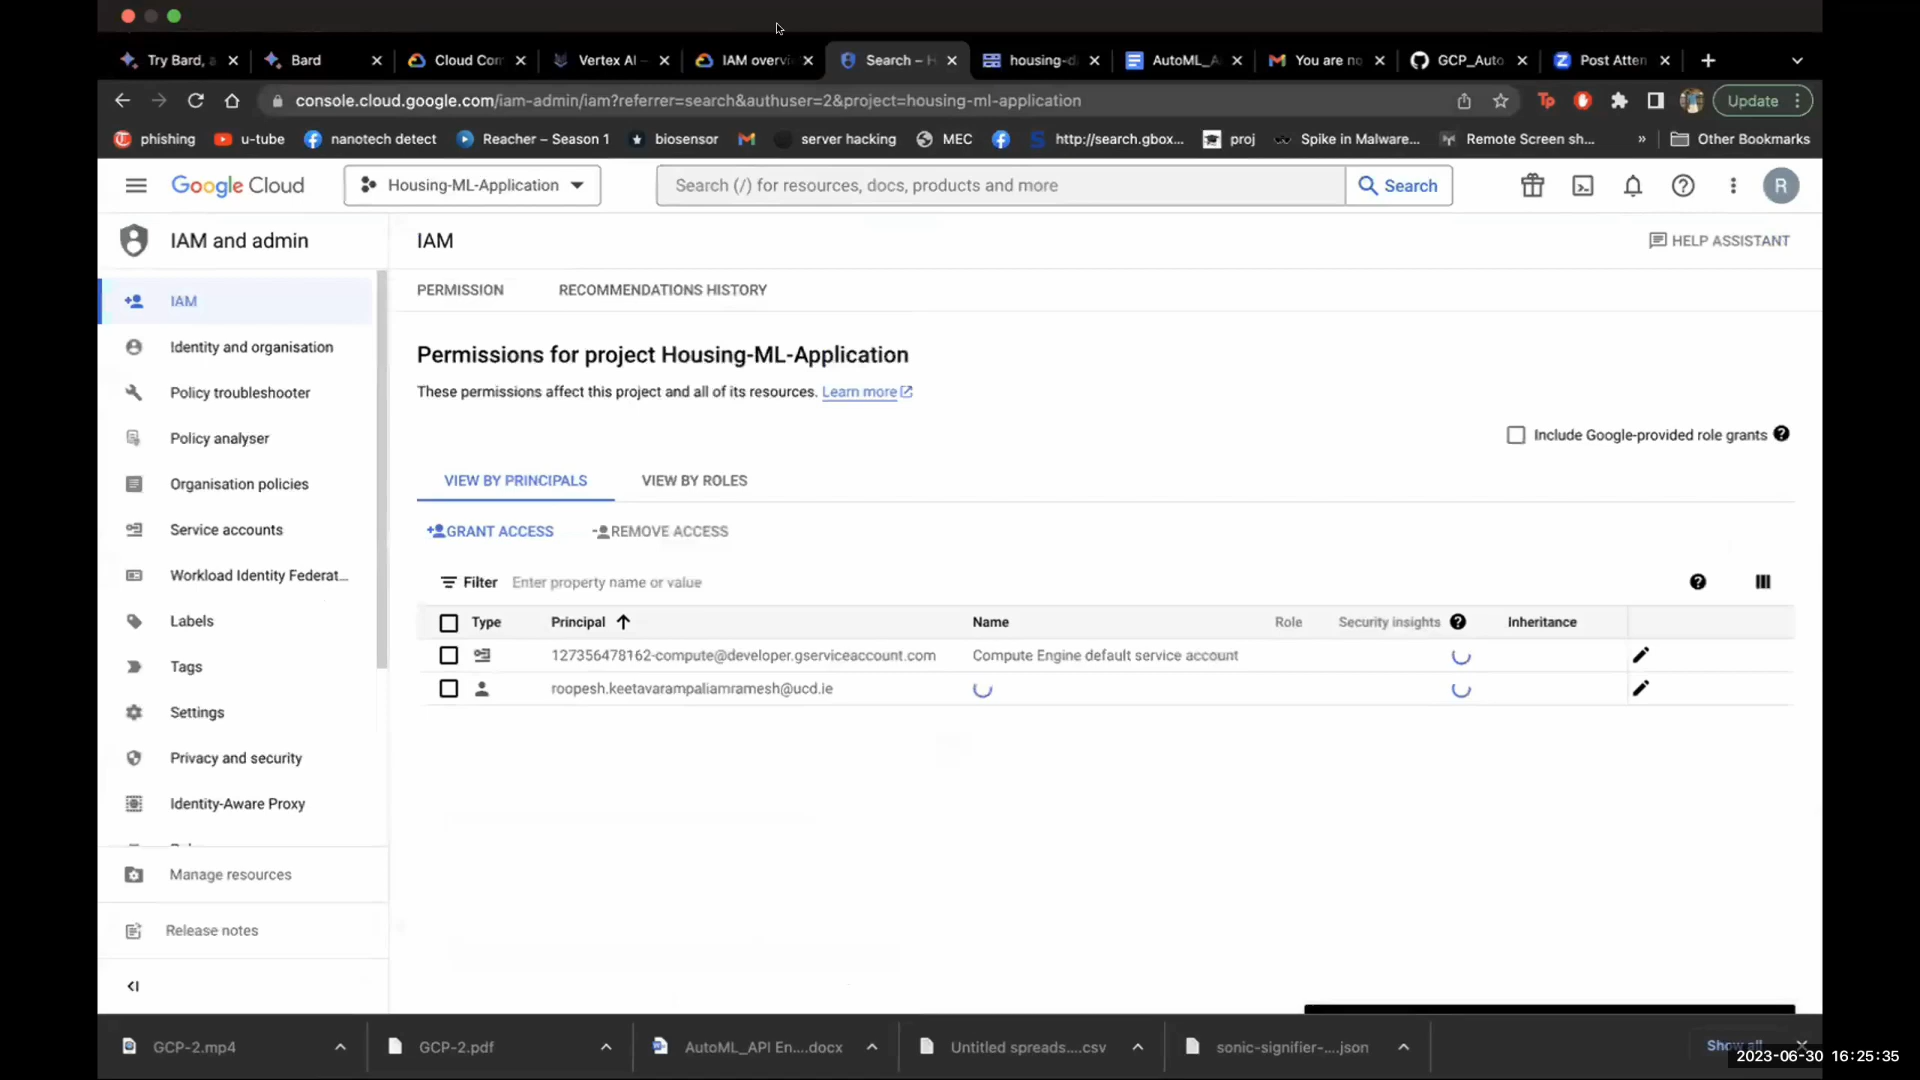 Try Bard, a
Bard
Cloud Com
Vertex AI –
IAM overvi
Search – H
housing-d
AutoML_A
You are no
GCP_Auto
Post Atten
console.cloud.google.com/iam-admin/iam?referrer=search&authuser=2&project=housing-ml-application
Update
phishing
u-tube
nanotech detect
Reacher – Season 1
biosensor
server hacking
MEC
http://search.gbox...
proj
Spike in Malware...
Remote Screen sh...
»
Other Bookmarks
Google Cloud
Housing-ML-Application
Search (/) for resources, docs, products and more
Search
R
IAM and admin
IAM
HELP ASSISTANT
IAM
Identity and organisation
Policy troubleshooter
Policy analyser
Organisation policies
Service accounts
Workload Identity Federat...
Labels
Tags
Settings
Privacy and security
Identity-Aware Proxy
Manage resources
Release notes
PERMISSION
RECOMMENDATIONS HISTORY
Permissions for project Housing-ML-Application
These permissions affect this project and all of its resources. Learn more
Include Google-provided role grants
VIEW BY PRINCIPALS
VIEW BY ROLES
GRANT ACCESS
REMOVE ACCESS
Filter Enter property name or value
Type Principal Name Role Security insights Inheritance
127356478162-compute@developer.gserviceaccount.com Compute Engine default service account
roopesh.keetavarampaliamramesh@ucd.ie
GCP-2.mp4
GCP-2.pdf
AutoML_API En....docx
Untitled spreads....csv
sonic-signifier-....json
Show all
2023-06-30 16:25:35